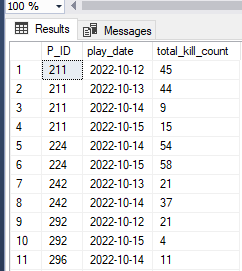 100 %
Results Messages
P_ID play_date total_kill_count
1 211 2022-10-12 45
2 211 2022-10-13 44
3 211 2022-10-14 9
4 211 2022-10-15 15
5 224 2022-10-14 54
6 224 2022-10-15 58
7 242 2022-10-13 21
8 242 2022-10-14 37
9 292 2022-10-12 21
10 292 2022-10-15 4
11 296 2022-10-14 11